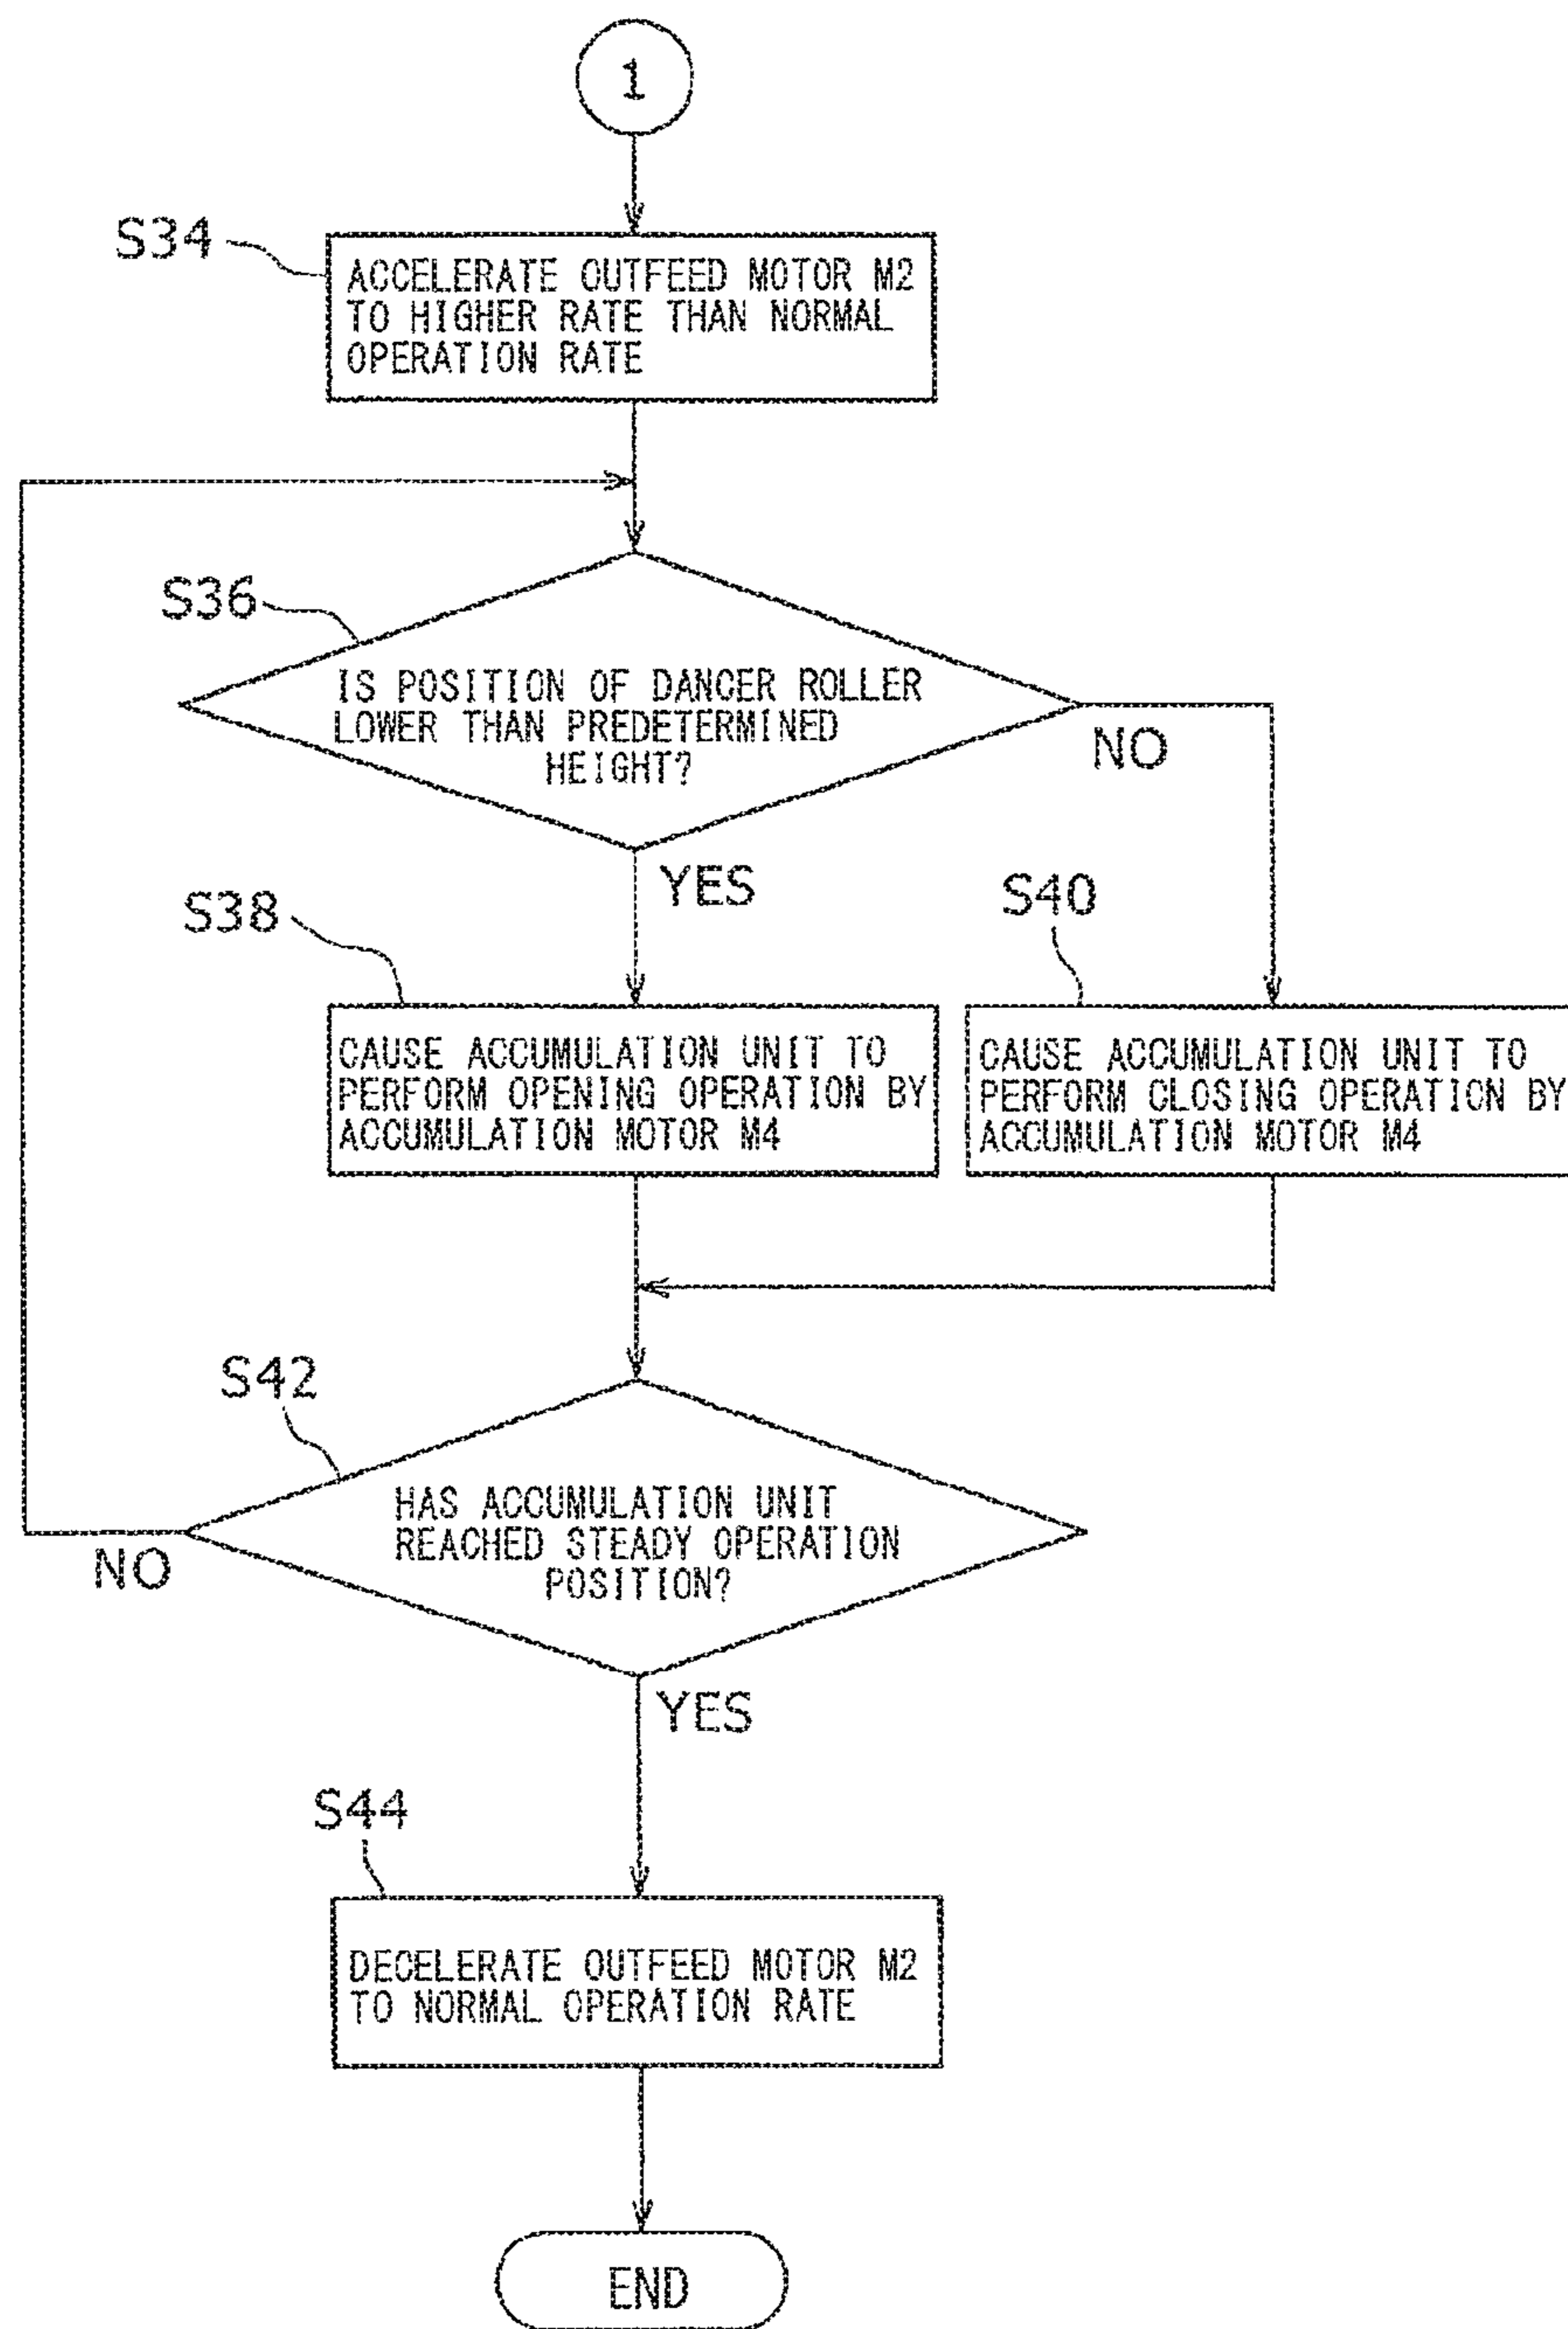 1
S34
ACCELERATE OUTFEED MOTOR M2
TO HIGHER RATE THAN NORMAL
OPERATION RATE
S36
IS POSITION OF DANCER ROLLER
LOWER THAN PREDETERMINED
HEIGHT?
NO
YES
S38
CAUSE ACCUMULATION UNIT TO
PERFORM OPENING OPERATION BY
ACCUMULATION MOTOR M4
S40
CAUSE ACCUMULATION UNIT TO
PERFORM CLOSING OPERATION BY
ACCUMULATION MOTOR M4
S42
HAS ACCUMULATION UNIT
REACHED STEADY OPERATION
POSITION?
NO
YES
S44
DECELERATE OUTFEED MOTOR M2
TO NORMAL OPERATION RATE
END